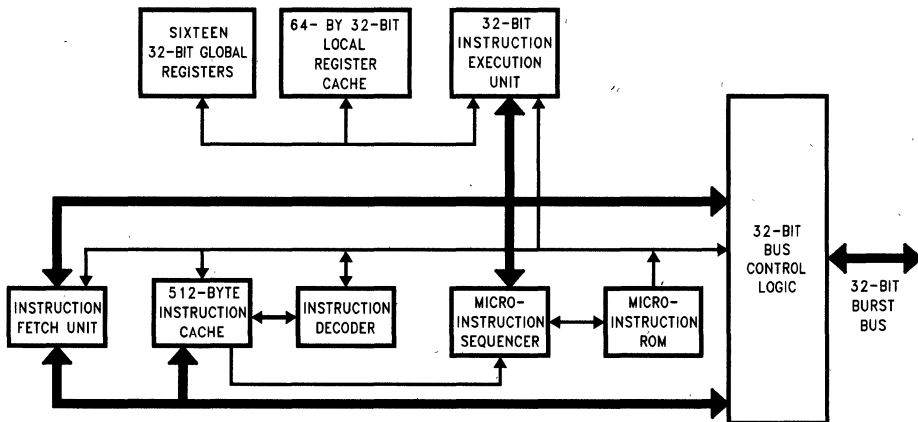 SIXTEEN
32-BIT GLOBAL
REGISTERS
64- BY 32-BIT
LOCAL
REGISTER
CACHE
32-BIT
INSTRUCTION
EXECUTION
UNIT
32-BIT
BUS
CONTROL
LOGIC
32-BIT
BURST
BUS
INSTRUCTION
FETCH UNIT
512-BYTE
INSTRUCTION
CACHE
INSTRUCTION
DECODER
MICRO-
INSTRUCTION
SEQUENCER
MICRO-
INSTRUCTION
ROM